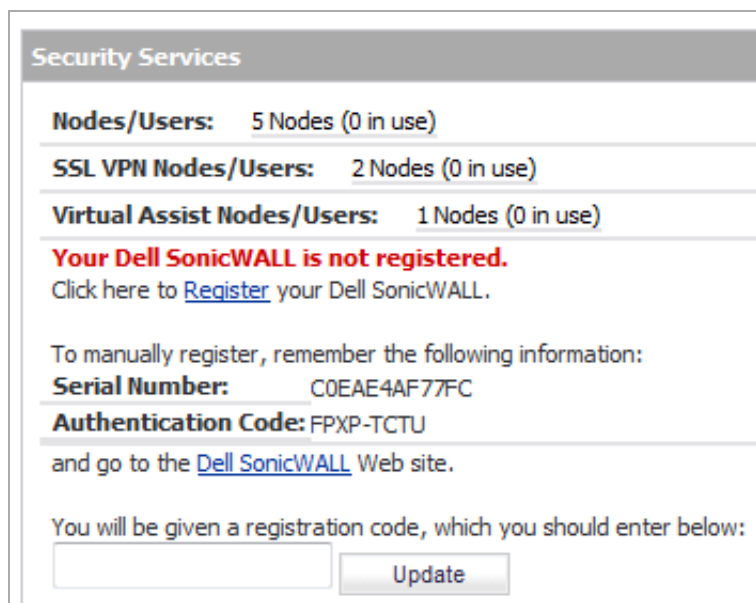 Security Services
Nodes/Users: 5 Nodes (0 in use)
SSL VPN Nodes/Users: 2 Nodes (0 in use)
Virtual Assist Nodes/Users: 1 Nodes (0 in use)
Your Dell SonicWALL is not registered.
Click here to Register your Dell SonicWALL.
To manually register, remember the following information:
Serial Number: C0EAE4AF77FC
Authentication Code: FPXP-TCTU
and go to the Dell SonicWALL Web site.
You will be given a registration code, which you should enter below:
Update